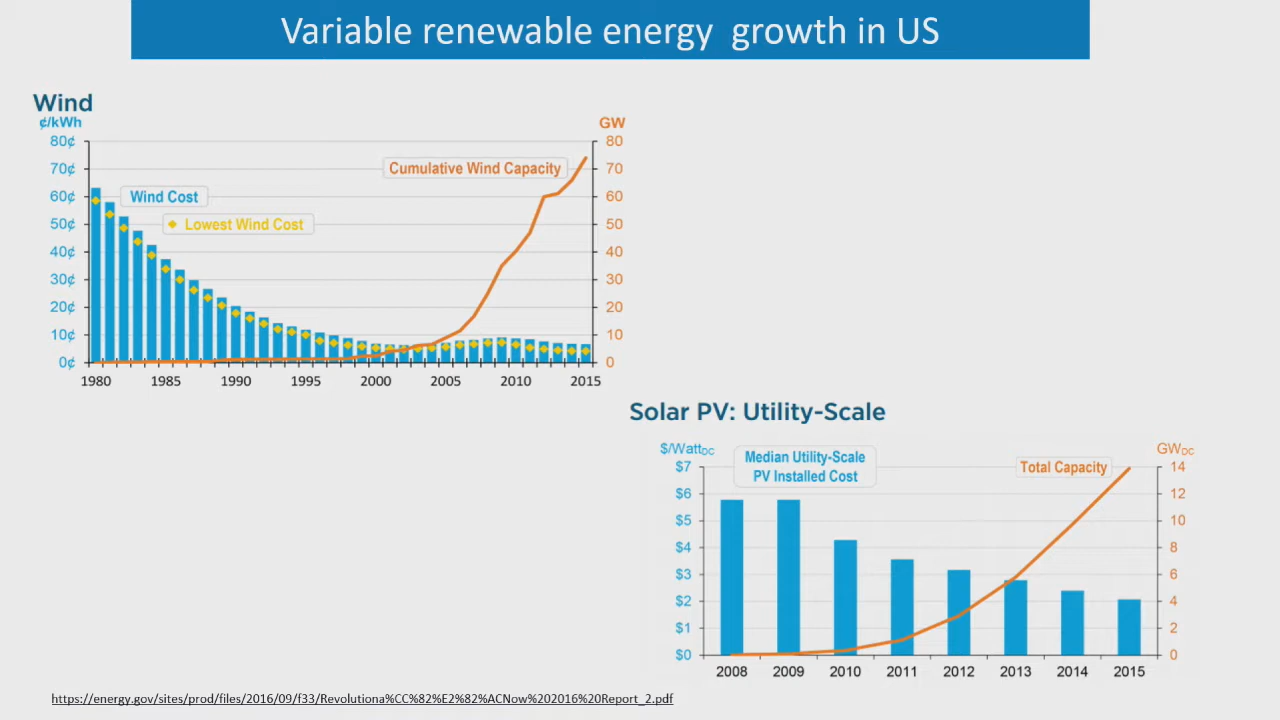 Variable renewable energy  growth in US
Wind
¢/kWh
GW
80¢
70¢
60¢
50¢
40¢
30¢
20¢
10¢
0¢
Cumulative Wind Capacity
Wind Cost
Lowest Wind Cost
80
70
60
50
40
30
20
10
0
1980 1985 1990 1995 2000 2005 2010 2015
Solar PV: Utility-Scale
$/WattDC
GWDC
$7
$6
$5
$4
$3
$2
$1
$0
Median Utility-Scale
PV Installed Cost
Total Capacity
14
12
10
8
6
4
2
0
2008 2009 2010 2011 2012 2013 2014 2015
https://energy.gov/sites/prod/files/2016/09/f33/Revolutiona%CC%82%E2%82%ACNow%202016%20Report_2.pdf